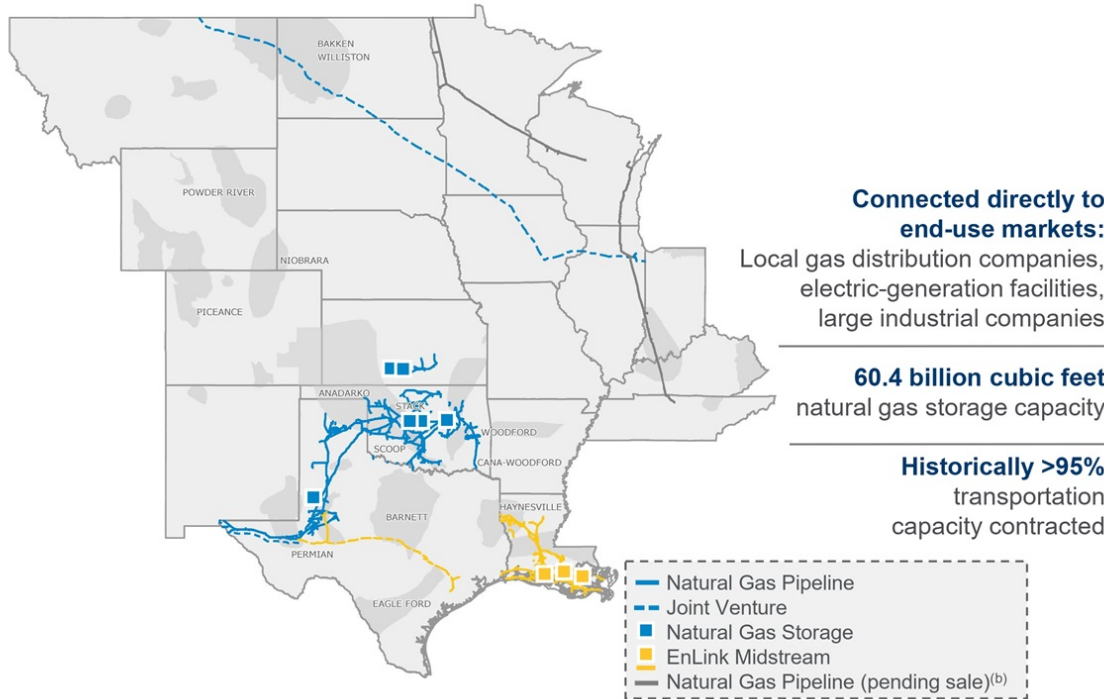 BAKKEN
WILLISTON
POWDER RIVER
NIOBRARA
PICEANCE
ANADARKO
STACK
WOODFORD
SCOOP
CANA-WOODFORD
HAYNESVILLE
BARNETT
PERMIAN
EAGLE FORD
Connected directly to
end-use markets:
Local gas distribution companies,
electric-generation facilities,
large industrial companies
60.4 billion cubic feet
natural gas storage capacity
Historically >95%
transportation
capacity contracted
Natural Gas Pipeline
Joint Venture
Natural Gas Storage
EnLink Midstream
Natural Gas Pipeline (pending sale)(b)